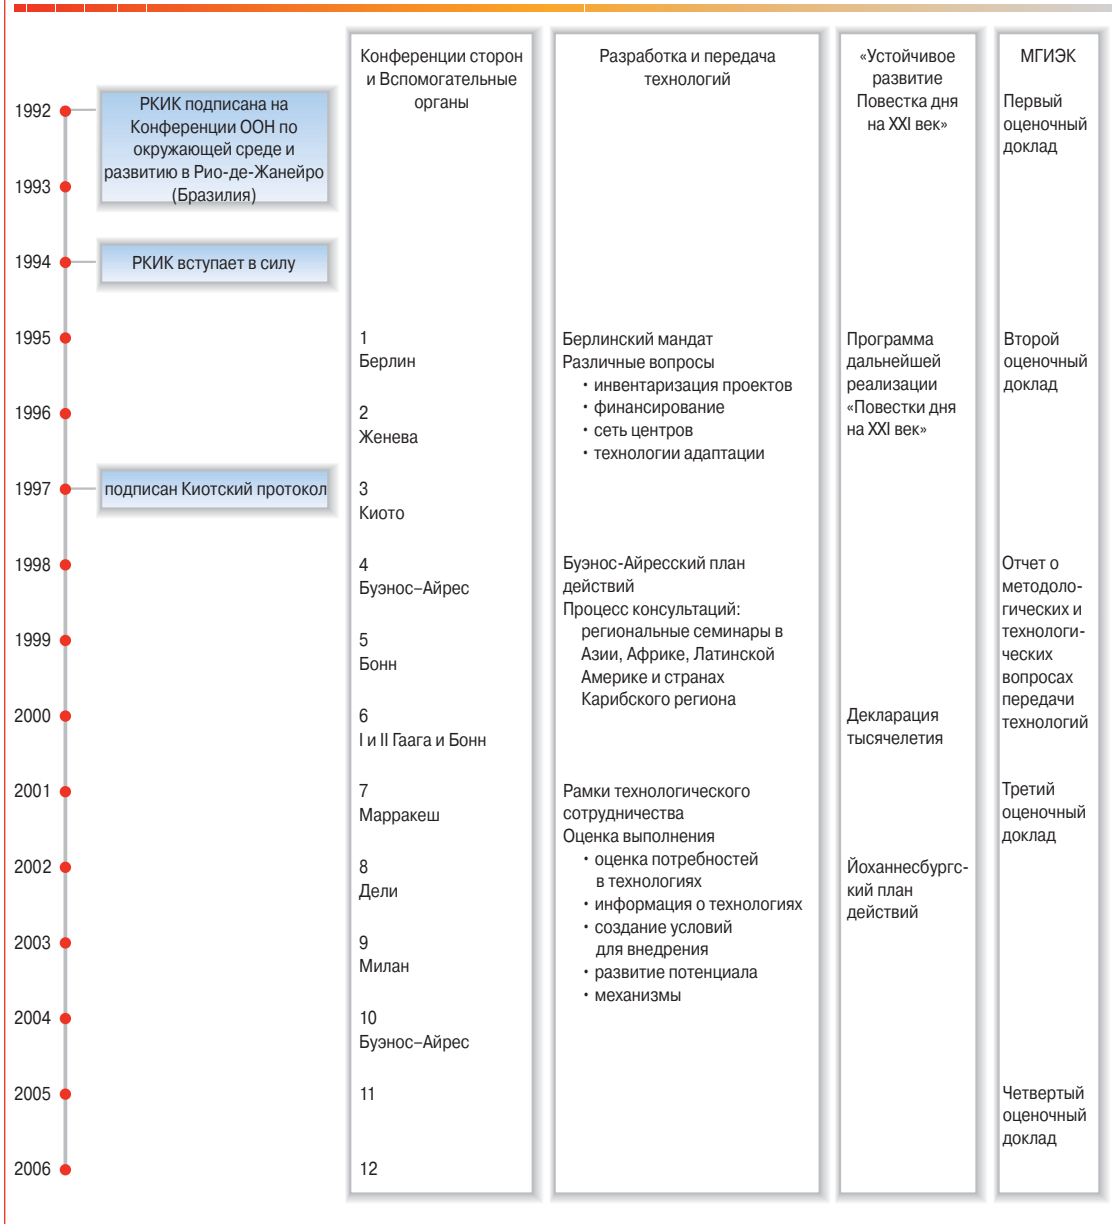 1992
1993
1994
1995
1996
1997
1998
1999
2000
2001
2002
2003
2004
2005
2006
РКИК подписана на
Конференции ООН по
окружающей среде и
развитию в Рио-де-Жанейро
(Бразилия)
РКИК вступает в силу
подписан Киотский протокол
Конференции сторон
и Вспомогательные
органы
1
Берлин
2
Женева
3
Киото
4
Буэнос–Айрес
5
Бонн
6
I и II Гаага и Бонн
7
Марракеш
8
Дели
9
Милан
10
Буэнос–Айрес
11
12
Разработка и передача
технологий
Берлинский мандат
Различные вопросы
• инвентаризация проектов
• финансирование
• сеть центров
• технологии адаптации
Буэнос-Айресский план
действий
Процесс консультаций:
региональные семинары в
Азии, Африке, Латинской
Америке и странах
Карибского региона
Рамки технологического
сотрудничества
Оценка выполнения
• оценка потребностей
в технологиях
• информация о технологиях
• создание условий
для внедрения
• развитие потенциала
• механизмы
«Устойчивое
развитие
Повестка дня
на XXI век»
Программа
дальнейшей
реализации
«Повестки дня
на XXI век»
Декларация
тысячелетия
Йоханнесбургс-
кий план
действий
МГИЭК
Первый
оценочный
доклад
Второй
оценочный
доклад
Отчет о
методоло-
гических и
технологи-
ческих
вопросах
передачи
технологий
Третий
оценочный
доклад
Четвертый
оценочный
доклад